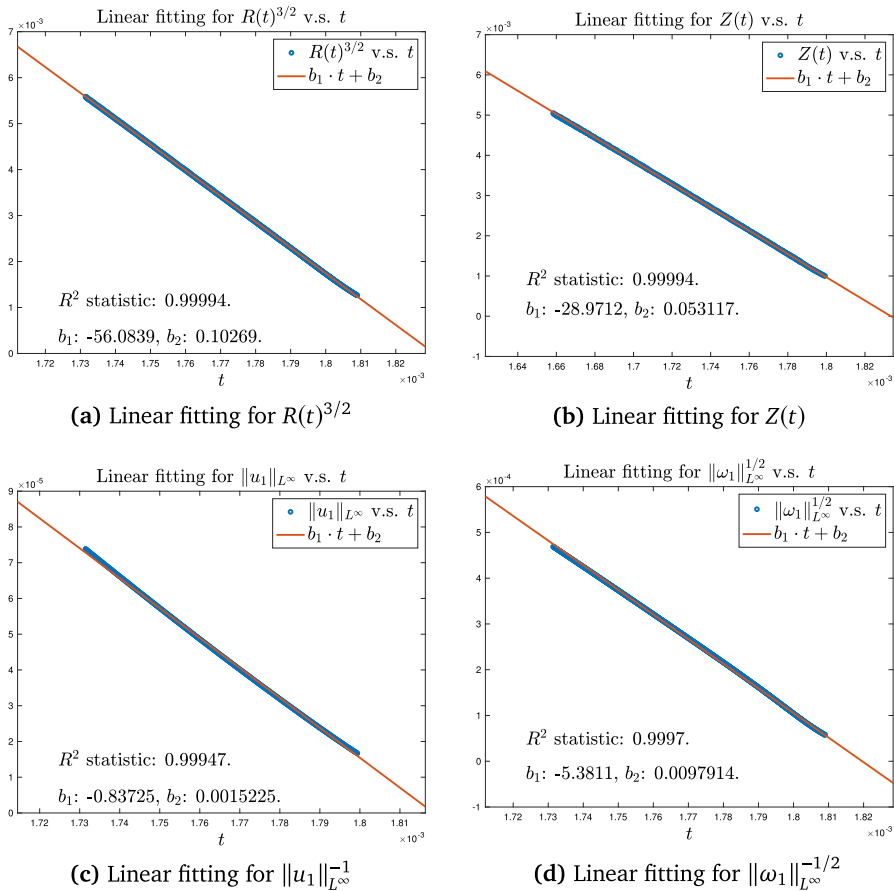 Linear fitting for R(t)^{3/2} v.s. t
×10^{-3}
7
6
5
4
3
2
1
0
R(t)^{3/2} v.s. t
b_1 · t + b_2
R^2 statistic: 0.99994.
b_1: -56.0839, b_2: 0.10269.
1.72 1.73 1.74 1.75 1.76 1.77 1.78 1.79 1.8 1.81 1.82
×10^{-3}
t
(a) Linear fitting for R(t)^{3/2}
Linear fitting for Z(t) v.s. t
×10^{-3}
7
6
5
4
3
2
1
0
-1
Z(t) v.s. t
b_1 · t + b_2
R^2 statistic: 0.99994.
b_1: -28.9712, b_2: 0.053117.
1.64 1.66 1.68 1.7 1.72 1.74 1.76 1.78 1.8 1.82
×10^{-3}
t
(b) Linear fitting for Z(t)
Linear fitting for ‖u_1‖_{L^∞} v.s. t
×10^{-5}
9
8
7
6
5
4
3
2
1
0
‖u_1‖_{L^∞} v.s. t
b_1 · t + b_2
R^2 statistic: 0.99947.
b_1: -0.83725, b_2: 0.0015225.
1.72 1.73 1.74 1.75 1.76 1.77 1.78 1.79 1.8 1.81
×10^{-3}
t
(c) Linear fitting for ‖u_1‖_{L^∞}^{-1}
Linear fitting for ‖ω_1‖_{L^∞}^{1/2} v.s. t
×10^{-4}
6
5
4
3
2
1
0
-1
‖ω_1‖_{L^∞}^{1/2} v.s. t
b_1 · t + b_2
R^2 statistic: 0.9997.
b_1: -5.3811, b_2: 0.0097914.
1.72 1.73 1.74 1.75 1.76 1.77 1.78 1.79 1.8 1.81 1.82
×10^{-3}
t
(d) Linear fitting for ‖ω_1‖_{L^∞}^{-1/2}